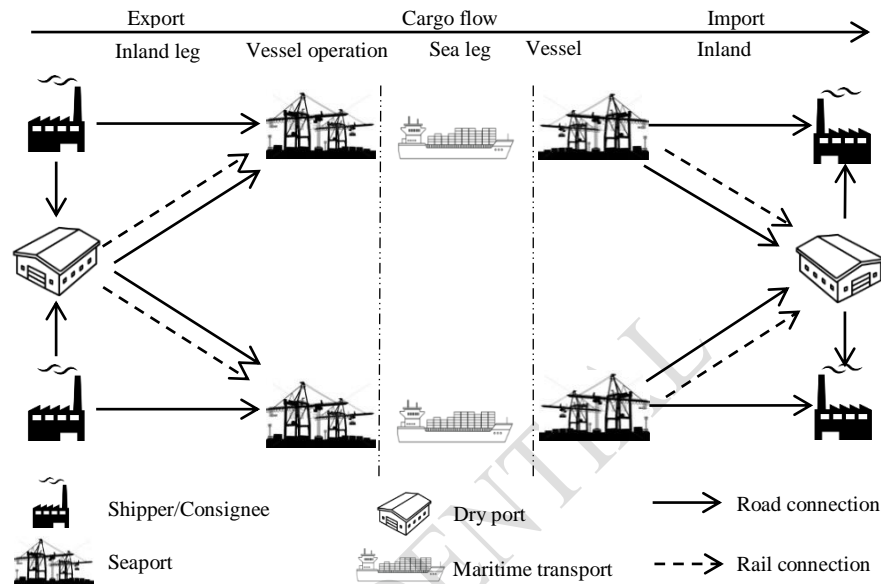 Export Cargo flow Import
Inland leg Vessel operation Sea leg Vessel Inland
Shipper/Consignee Dry port Road connection
Seaport Maritime transport Rail connection